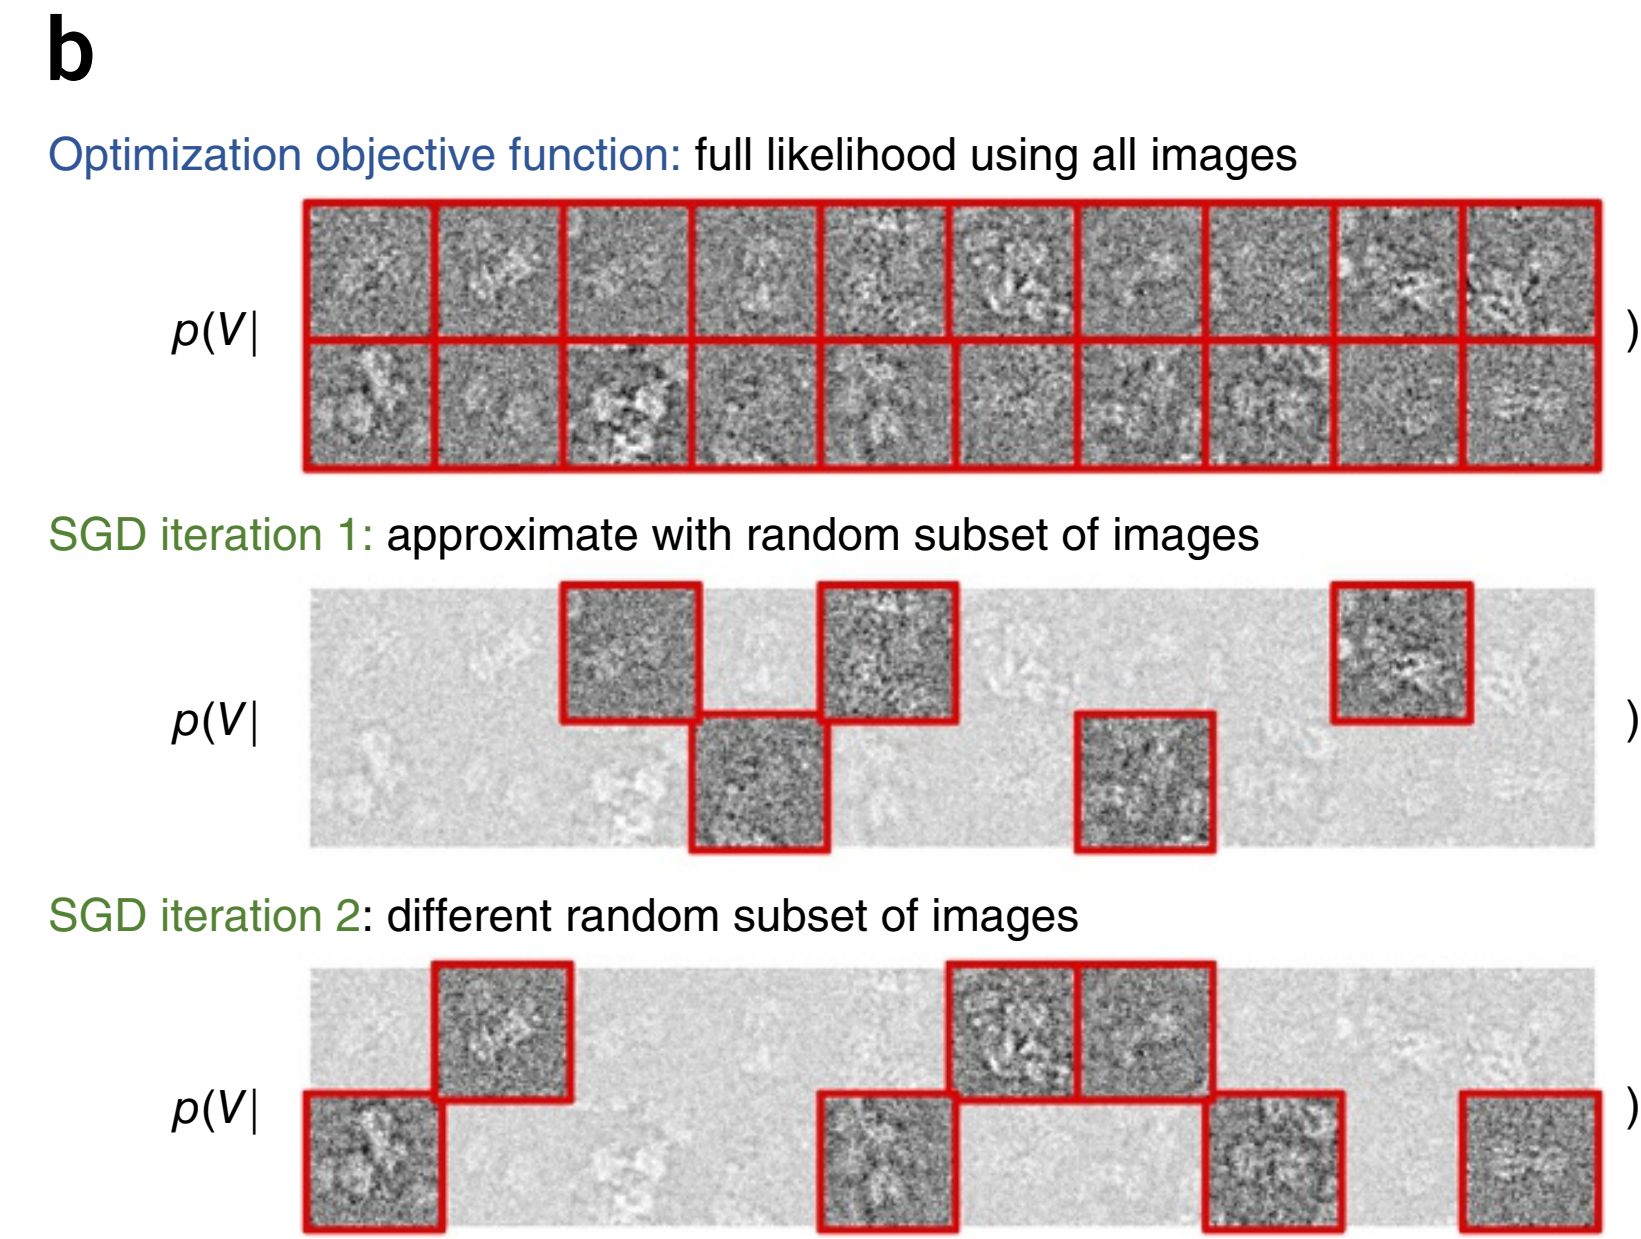 b
Optimization objective function: full likelihood using all images
p(V| )
SGD iteration 1: approximate with random subset of images
p(V| )
SGD iteration 2: different random subset of images
p(V| )